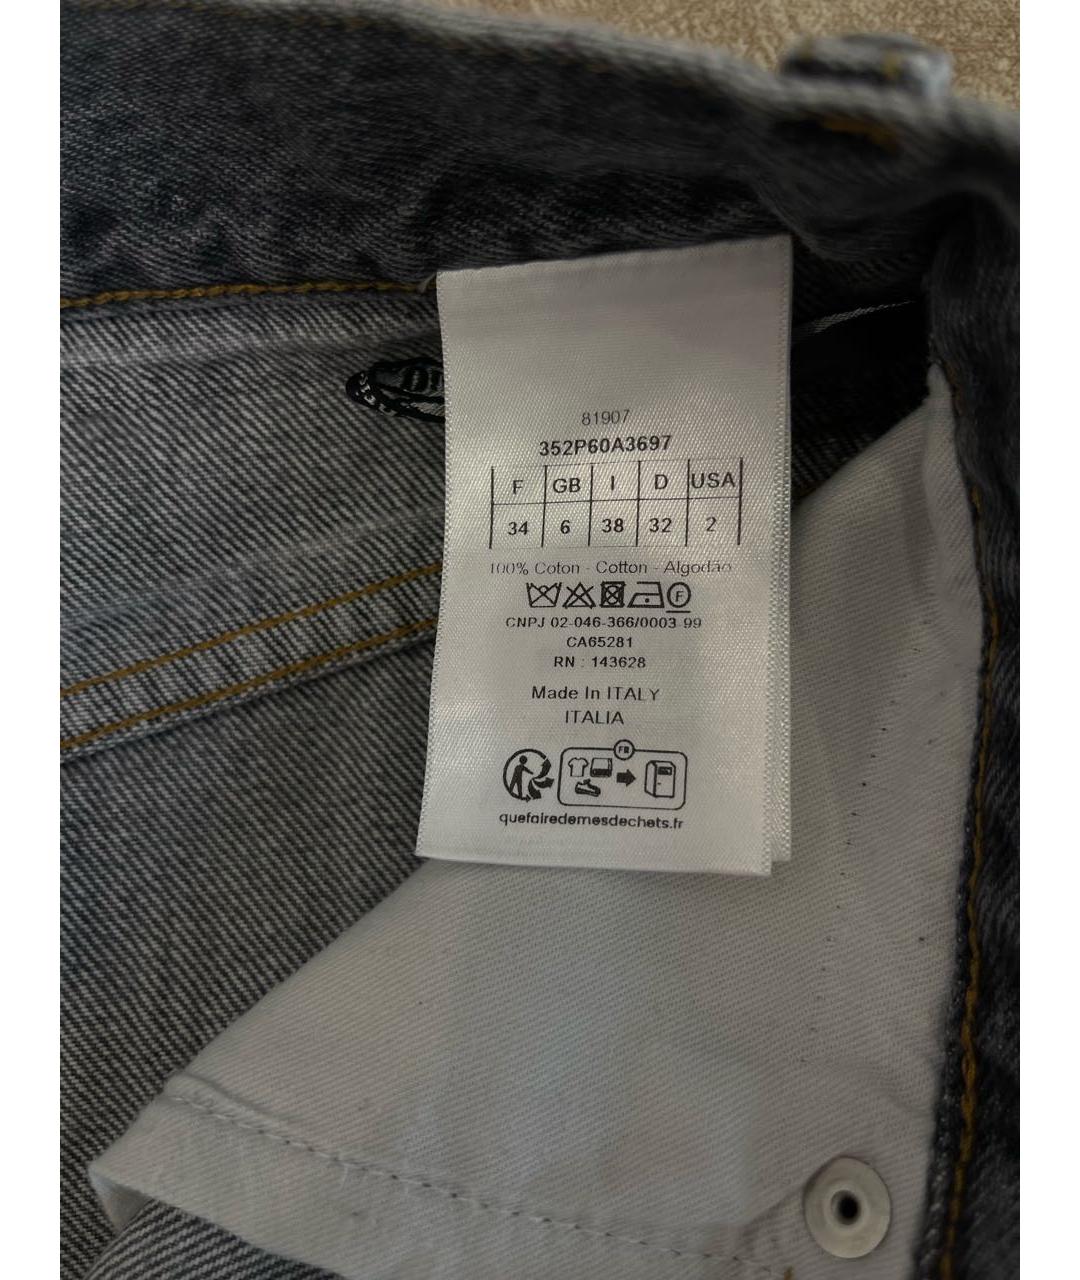 81907
352P60A3697
F GB I D USA
34 6 38 32 2
100% Coton - Cotton - Algodão
F
CNPJ 02-046-366/0003-99
CA65281
RN : 143628
Made In ITALY
ITALIA
FR
quefairedemesdechets.fr